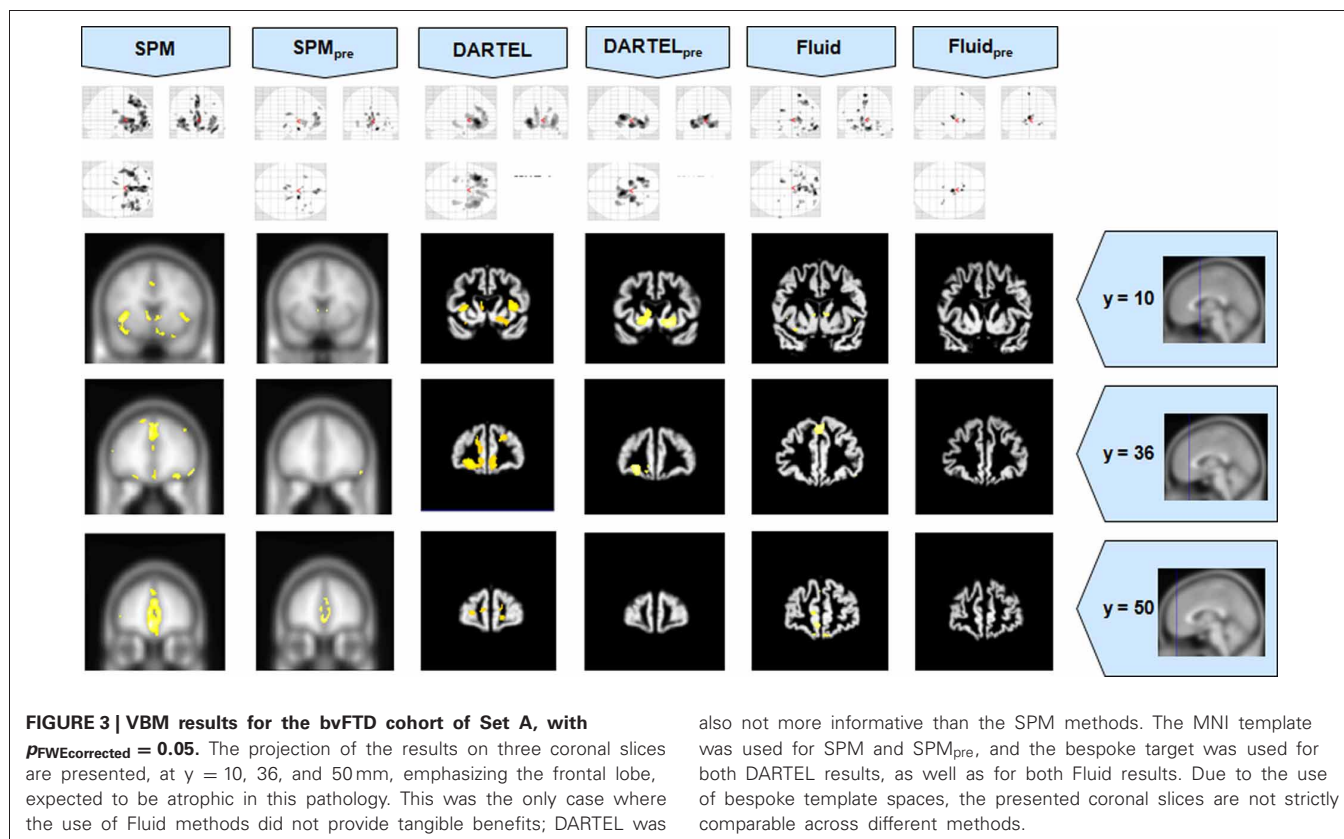 SPM
SPMpre
DARTEL
DARTELpre
Fluid
Fluidpre
y = 10
y = 36
y = 50
FIGURE 3 | VBM results for the bvFTD cohort of Set A, with
pFWEcorrected = 0.05. The projection of the results on three coronal slices
are presented, at y = 10, 36, and 50 mm, emphasizing the frontal lobe,
expected to be atrophic in this pathology. This was the only case where
the use of Fluid methods did not provide tangible benefits; DARTEL was
also not more informative than the SPM methods. The MNI template
was used for SPM and SPMpre, and the bespoke target was used for
both DARTEL results, as well as for both Fluid results. Due to the use
of bespoke template spaces, the presented coronal slices are not strictly
comparable across different methods.